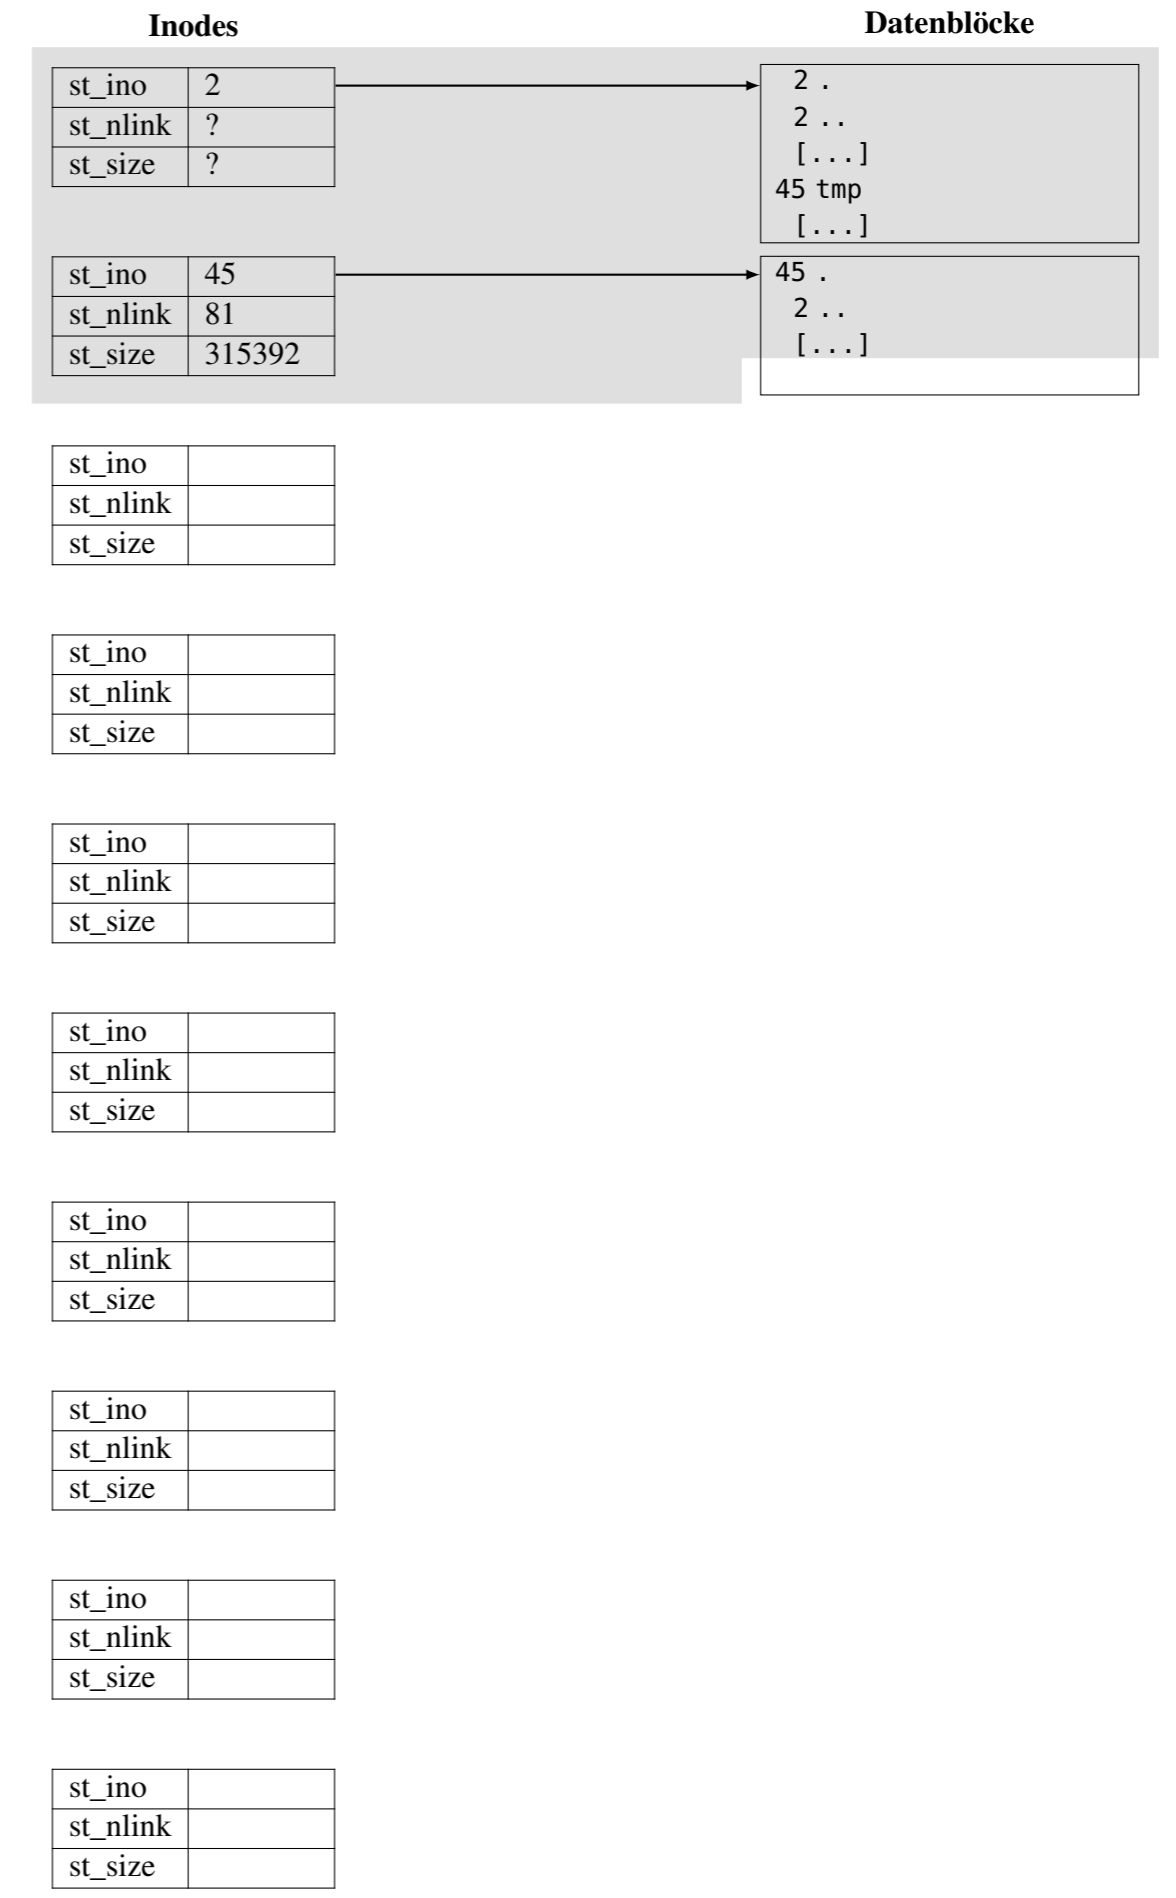 Inodes Datenblöcke
st_ino 2
st_nlink ?
st_size ?
2 .
2 ..
[...]
45 tmp
[...]
st_ino 45
st_nlink 81
st_size 315392
45 .
2 ..
[...]
st_ino
st_nlink
st_size
st_ino
st_nlink
st_size
st_ino
st_nlink
st_size
st_ino
st_nlink
st_size
st_ino
st_nlink
st_size
st_ino
st_nlink
st_size
st_ino
st_nlink
st_size
st_ino
st_nlink
st_size